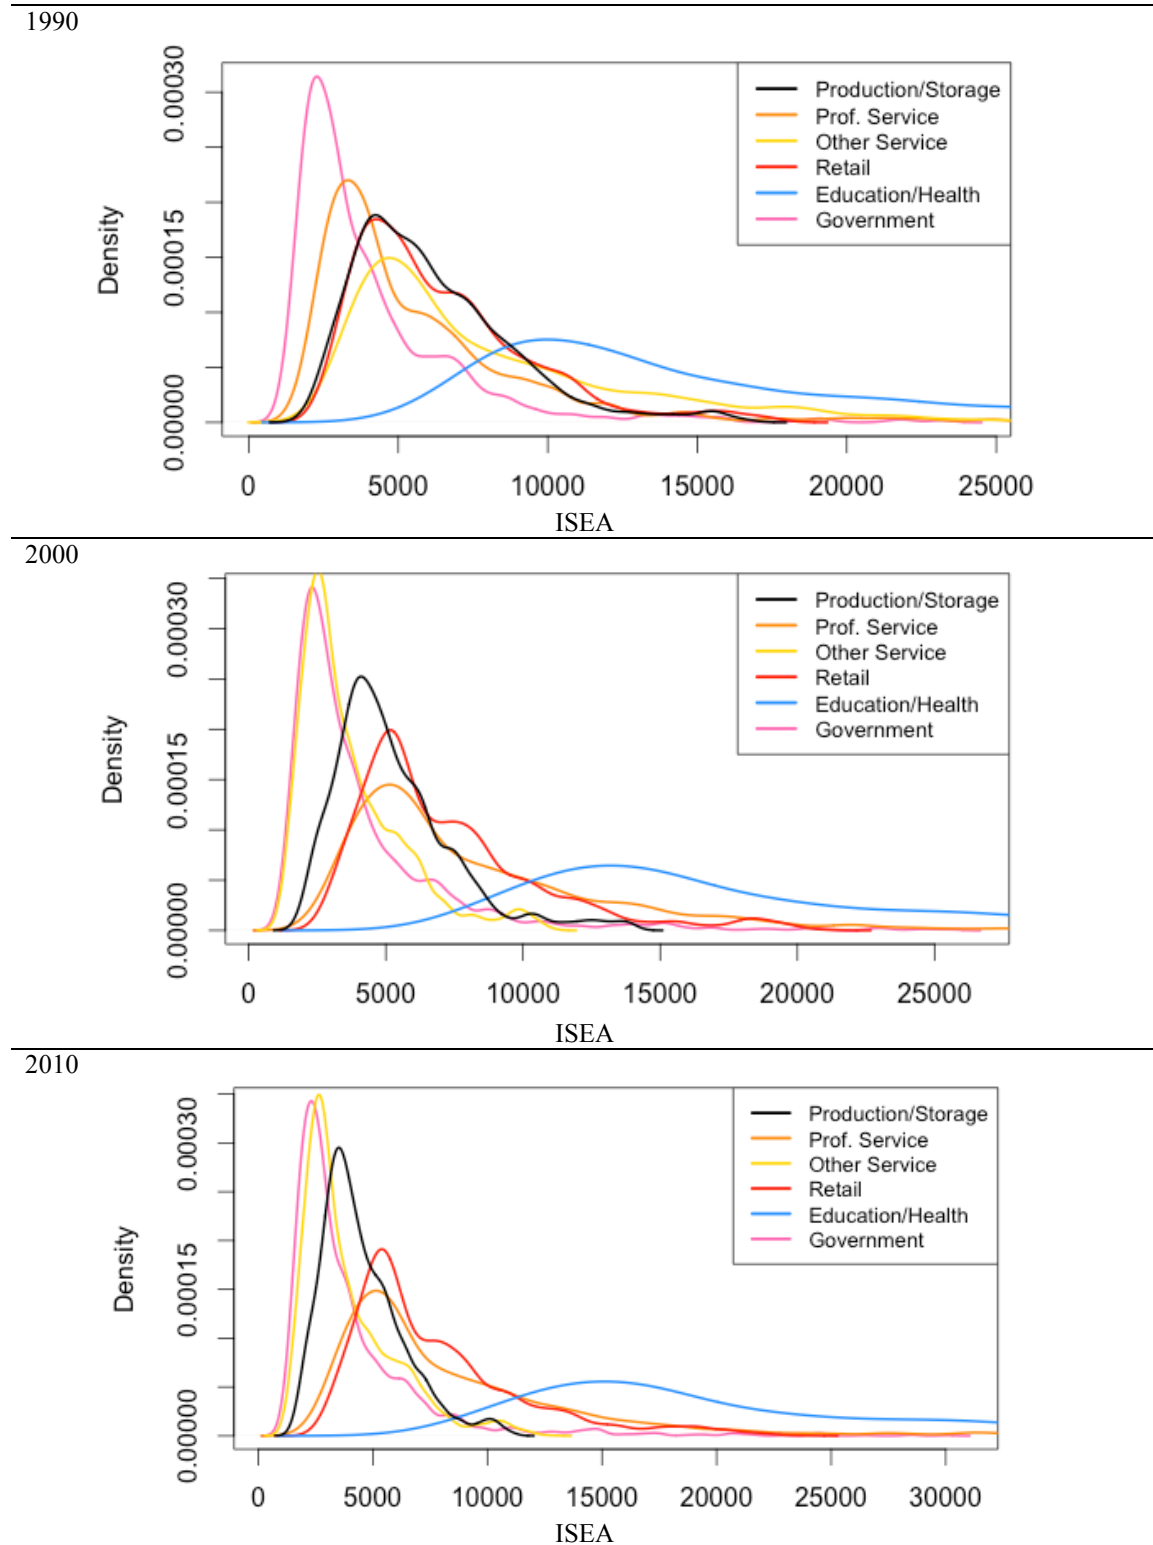 1990
0.00030
0.00015
0.00000
Density
Production/Storage
Prof. Service
Other Service
Retail
Education/Health
Government
0 5000 10000 15000 20000 25000
ISEA
2000
0.00030
0.00015
0.00000
Density
Production/Storage
Prof. Service
Other Service
Retail
Education/Health
Government
0 5000 10000 15000 20000 25000
ISEA
2010
0.00030
0.00015
0.00000
Density
Production/Storage
Prof. Service
Other Service
Retail
Education/Health
Government
0 5000 10000 15000 20000 25000 30000
ISEA